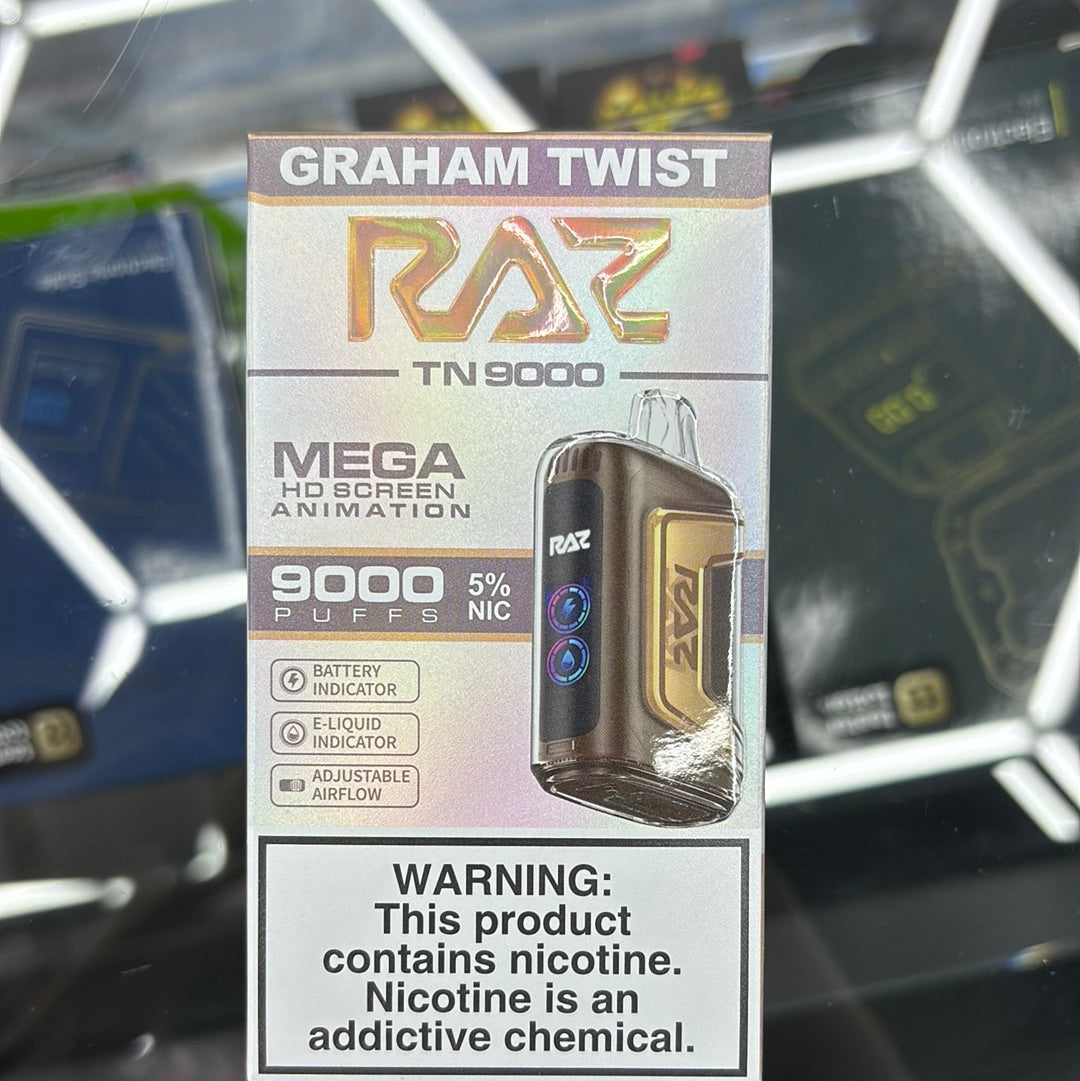 GRAHAM TWIST
RAZ
TN9000
MEGA
HD SCREEN
ANIMATION
9000
PUFFS
5%
NIC
BATTERY
INDICATOR
E-LIQUID
INDICATOR
ADJUSTABLE
AIRFLOW
RAZ
RAZ
WARNING:
This product
contains nicotine.
Nicotine is an
addictive chemical.